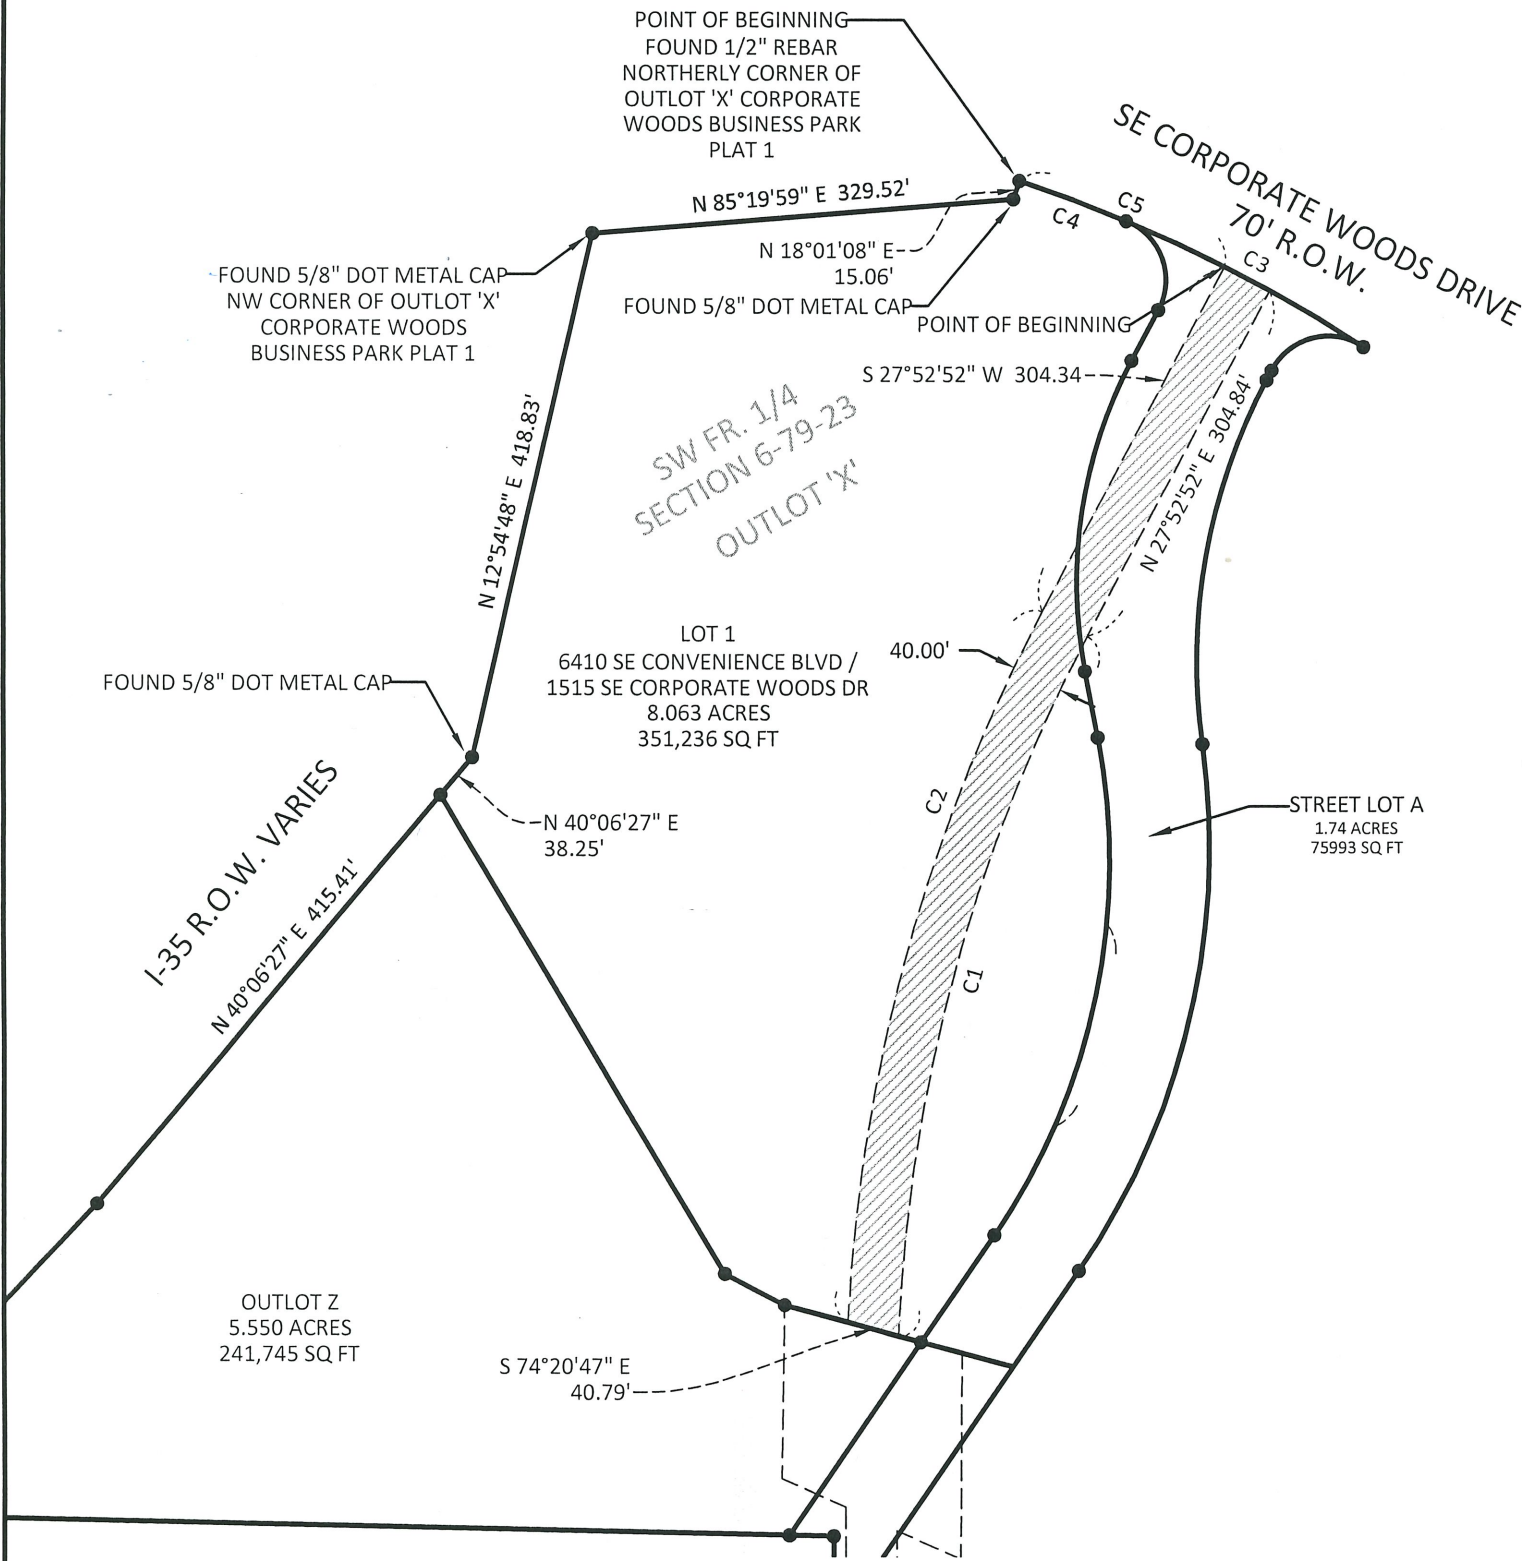 POINT OF BEGINNING
FOUND 1/2" REBAR
NORTHERLY CORNER OF
OUTLOT 'X' CORPORATE
WOODS BUSINESS PARK
PLAT 1
SE CORPORATE WOODS DRIVE
70' R.O.W.
N 85°19'59" E 329.52'
C4
C5
C3
N 18°01'08" E
15.06'
FOUND 5/8" DOT METAL CAP
POINT OF BEGINNING
FOUND 5/8" DOT METAL CAP
NW CORNER OF OUTLOT 'X'
CORPORATE WOODS
BUSINESS PARK PLAT 1
S 27°52'52" W 304.34
N 27°52'52" E 304.84'
SW FR. 1/4
SECTION 6-79-23
OUTLOT 'X'
N 12°54'48" E 418.83'
LOT 1
6410 SE CONVENIENCE BLVD /
1515 SE CORPORATE WOODS DR
8.063 ACRES
351,236 SQ FT
40.00'
FOUND 5/8" DOT METAL CAP
N 40°06'27" E
38.25'
I-35 R.O.W. VARIES
N 40°06'27" E 415.41'
C2
C1
STREET LOT A
1.74 ACRES
75993 SQ FT
OUTLOT Z
5.550 ACRES
241,745 SQ FT
S 74°20'47" E
40.79'